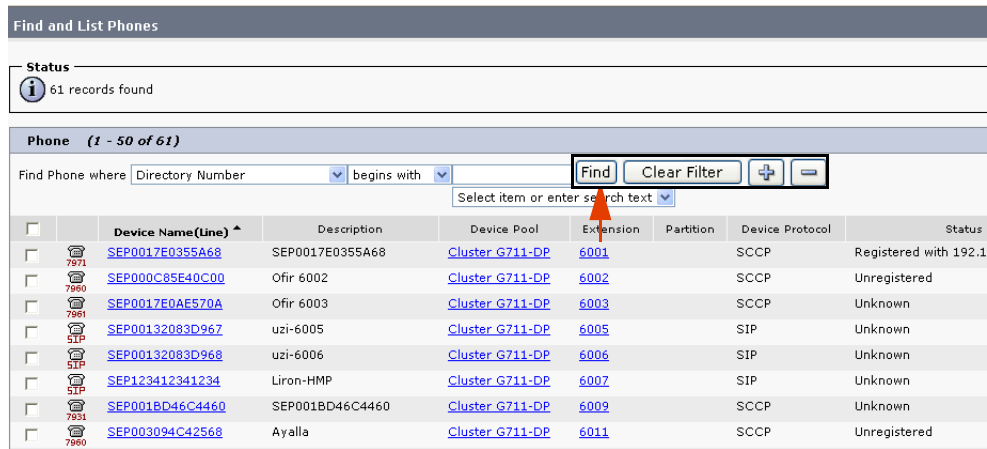 Find and List Phones
Status
i 61 records found
Phone (1 - 50 of 61)
Find Phone where Directory Number begins with Find Clear Filter
Select item or enter search text
Device Name(Line) Description Device Pool Extension Partition Device Protocol Status
7971 SEP0017E0355A68 SEP0017E0355A68 Cluster G711-DP 6001 SCCP Registered with 192.1
7960 SEP000C85E40C00 Ofir 6002 Cluster G711-DP 6002 SCCP Unregistered
7961 SEP0017E0AE570A Ofir 6003 Cluster G711-DP 6003 SCCP Unknown
SIP SEP00132083D967 uzi-6005 Cluster G711-DP 6005 SIP Unknown
SIP SEP00132083D968 uzi-6006 Cluster G711-DP 6006 SIP Unknown
SIP SEP123412341234 Liron-HMP Cluster G711-DP 6007 SIP Unknown
7931 SEP001BD46C4460 SEP001BD46C4460 Cluster G711-DP 6009 SCCP Unknown
7960 SEP003094C42568 Ayalla Cluster G711-DP 6011 SCCP Unregistered